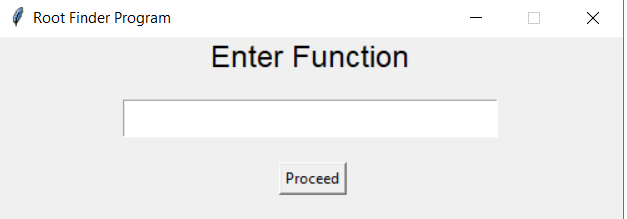 Root Finder Program
Enter Function
Proceed